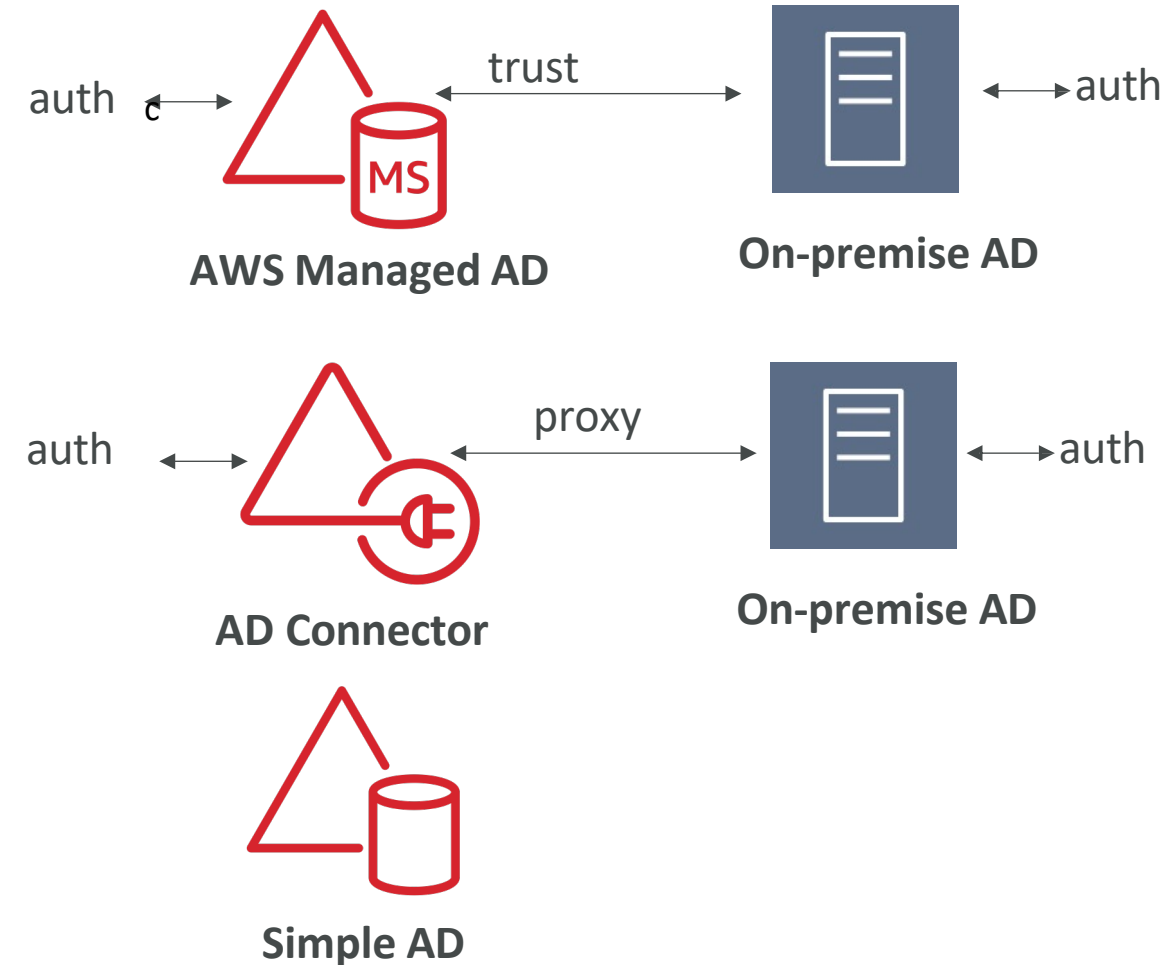 trust
auth
c
auth
MS
AWS Managed AD
On-premise AD
proxy
auth
auth
AD Connector
On-premise AD
Simple AD